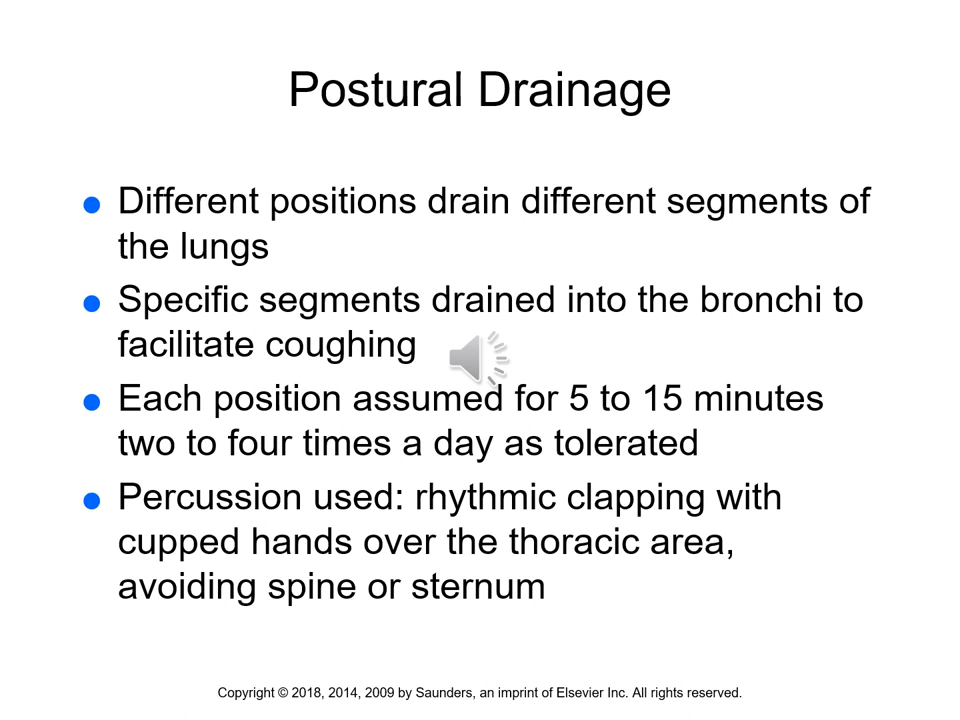 Postural Drainage
Different positions drain different segments of
the lungs
Specific segments drained into the bronchi to
facilitate coughing
Each position assumed for 5 to 15 minutes
two to four times a day as tolerated
Percussion used: rhythmic clapping with
cupped hands over the thoracic area,
avoiding spine or sternum
Copyright © 2018, 2014, 2009 by Saunders, an imprint of Elsevier Inc. All rights reserved.